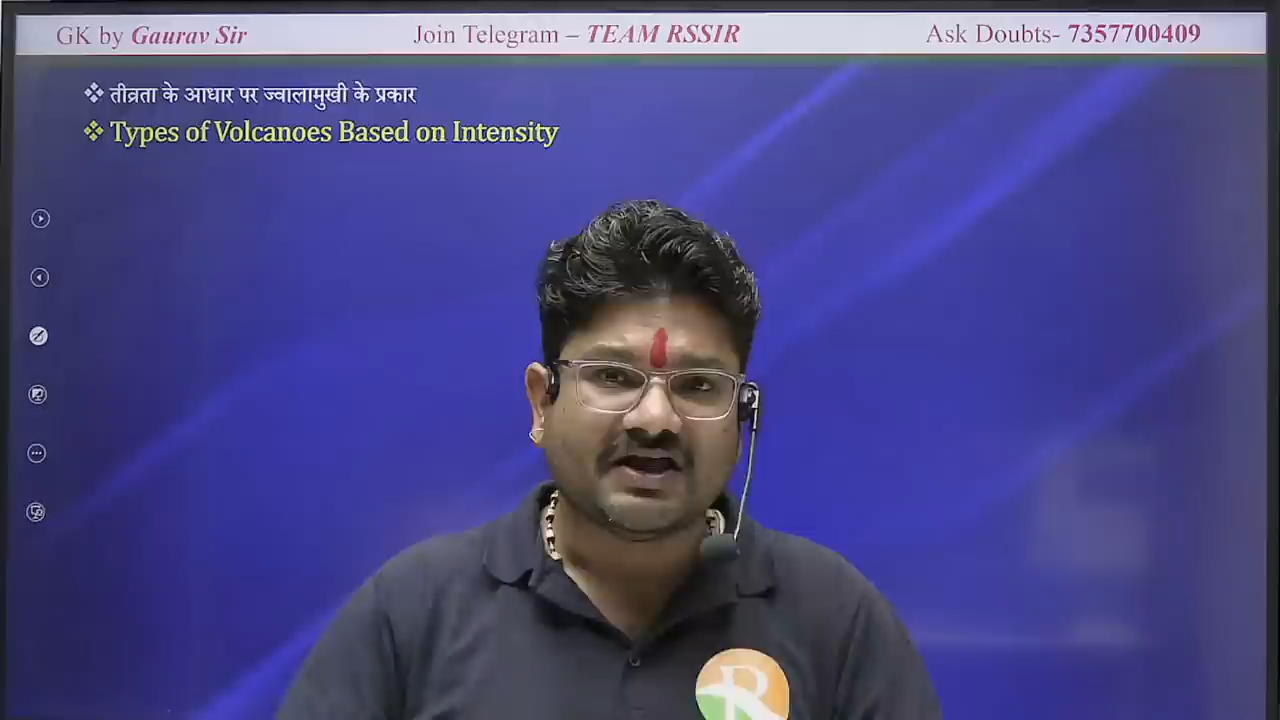 GK by Gaurav Sir Join Telegram – TEAM RSSIR Ask Doubts- 7357700409
❖ तीव्रता के आधार पर ज्वालामुखी के प्रकार
❖ Types of Volcanoes Based on Intensity
R